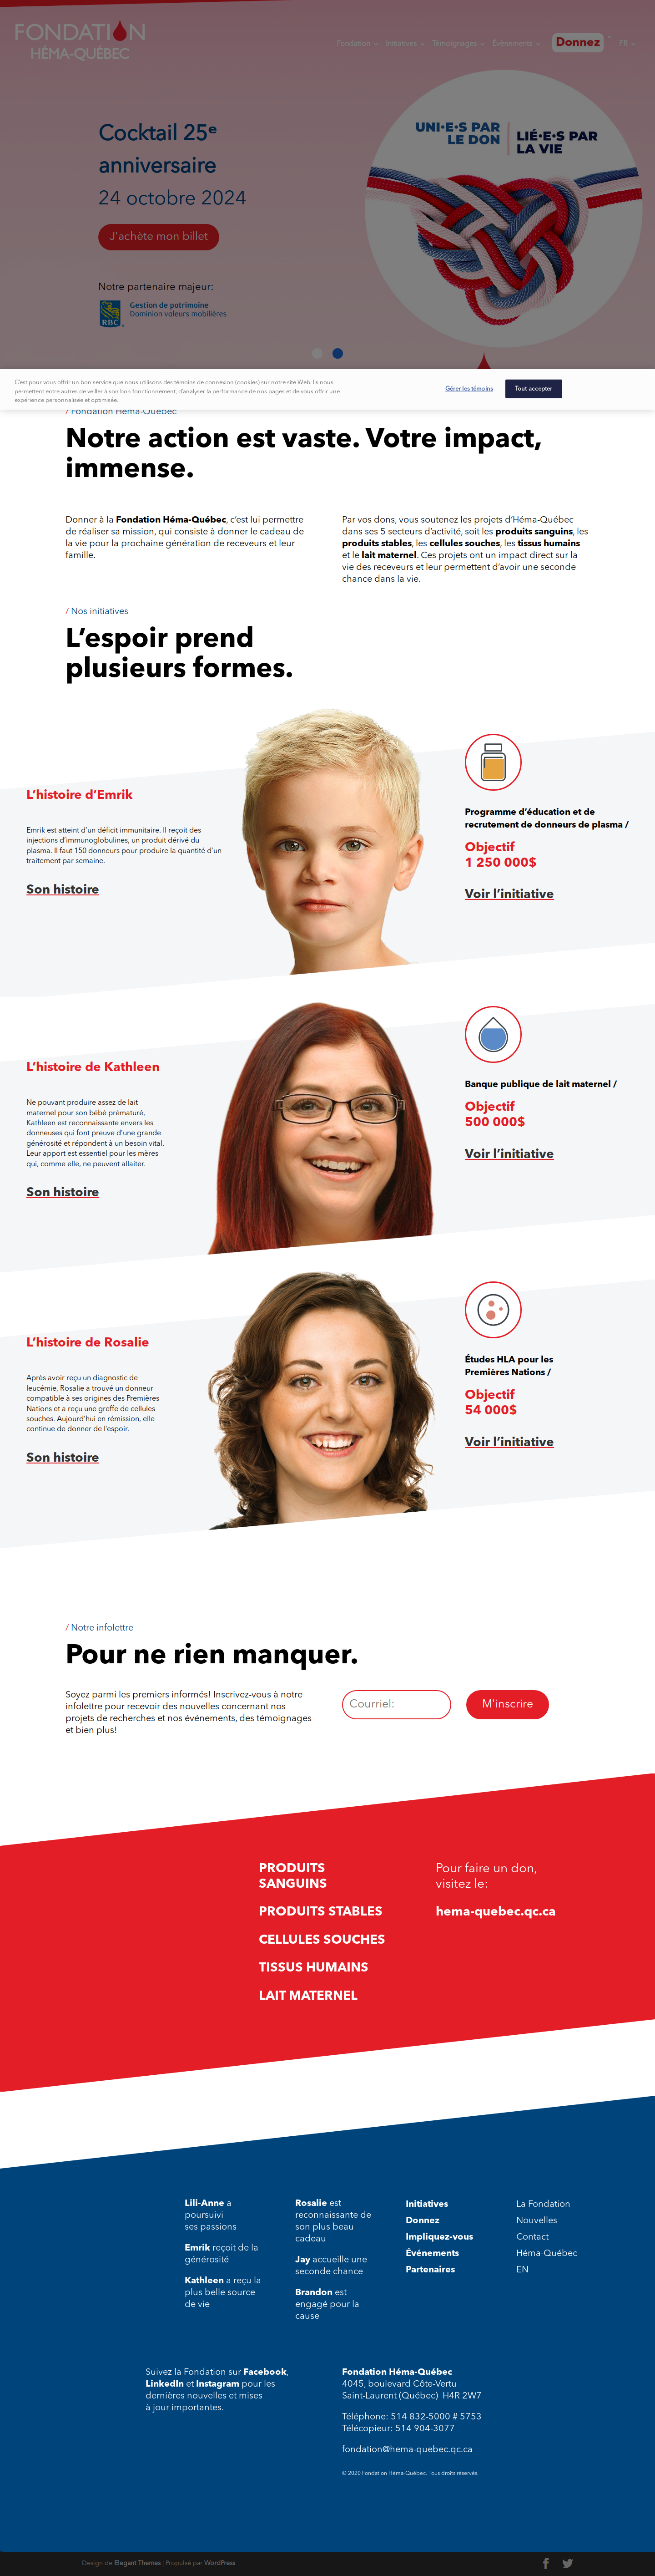 FONDATION
HÉMA-QUÉBEC
Fondation
Initiatives
Témoignages
Événements
Donnez
FR
Cocktail 25e
anniversaire
24 octobre 2024
J'achète mon billet
Notre partenaire majeur:
RBC
Gestion de patrimoine
Dominion valeurs mobilières
UNI·E·S PAR
LE DON
LIÉ·E·S PAR
LA VIE
C'est pour vous offrir un bon service que nous utilisons des témoins de connexion (cookies) sur notre site Web. Ils nous
permettent entre autres de veiller à son bon fonctionnement, d'analyser la performance de nos pages et de vous offrir une
expérience personnalisée et optimisée.
Gérer les témoins
Tout accepter
/ Fondation Héma-Québec
Notre action est vaste. Votre impact,
immense.
Donner à la Fondation Héma-Québec, c'est lui permettre
de réaliser sa mission, qui consiste à donner le cadeau de
la vie pour la prochaine génération de receveurs et leur
famille.
Par vos dons, vous soutenez les projets d'Héma-Québec
dans ses 5 secteurs d'activité, soit les produits sanguins, les
produits stables, les cellules souches, les tissus humains
et le lait maternel. Ces projets ont un impact direct sur la
vie des receveurs et leur permettent d'avoir une seconde
chance dans la vie.
/ Nos initiatives
L'espoir prend
plusieurs formes.
L'histoire d'Emrik
Emrik est atteint d'un déficit immunitaire. Il reçoit des
injections d'immunoglobulines, un produit dérivé du
plasma. Il faut 150 donneurs pour produire la quantité d'un
traitement par semaine.
Son histoire
Programme d'éducation et de
recrutement de donneurs de plasma /
Objectif
1 250 000$
Voir l'initiative
L'histoire de Kathleen
Ne pouvant produire assez de lait
maternel pour son bébé prématuré,
Kathleen est reconnaissante envers les
donneuses qui font preuve d'une grande
générosité et répondent à un besoin vital.
Leur apport est essentiel pour les mères
qui, comme elle, ne peuvent allaiter.
Son histoire
Banque publique de lait maternel /
Objectif
500 000$
Voir l'initiative
L'histoire de Rosalie
Après avoir reçu un diagnostic de
leucémie, Rosalie a trouvé un donneur
compatible à ses origines des Premières
Nations et a reçu une greffe de cellules
souches. Aujourd'hui en rémission, elle
continue de donner de l'espoir.
Son histoire
Études HLA pour les
Premières Nations /
Objectif
54 000$
Voir l'initiative
/ Notre infolettre
Pour ne rien manquer.
Soyez parmi les premiers informés! Inscrivez-vous à notre
infolettre pour recevoir des nouvelles concernant nos
projets de recherches et nos événements, des témoignages
et bien plus!
Courriel:
M'inscrire
PRODUITS
SANGUINS
PRODUITS STABLES
CELLULES SOUCHES
TISSUS HUMAINS
LAIT MATERNEL
Pour faire un don,
visitez le:
hema-quebec.qc.ca
Lili-Anne a
poursuivi
ses passions
Emrik reçoit de la
générosité
Kathleen a reçu la
plus belle source
de vie
Rosalie est
reconnaissante de
son plus beau
cadeau
Jay accueille une
seconde chance
Brandon est
engagé pour la
cause
Initiatives
Donnez
Impliquez-vous
Événements
Partenaires
La Fondation
Nouvelles
Contact
Héma-Québec
EN
Suivez la Fondation sur Facebook,
LinkedIn et Instagram pour les
dernières nouvelles et mises
à jour importantes.
Fondation Héma-Québec
4045, boulevard Côte-Vertu
Saint-Laurent (Québec) H4R 2W7
Téléphone: 514 832-5000 # 5753
Télécopieur: 514 904-3077
fondation@hema-quebec.qc.ca
© 2020 Fondation Héma-Québec. Tous droits réservés.
Design de Elegant Themes | Propulsé par WordPress